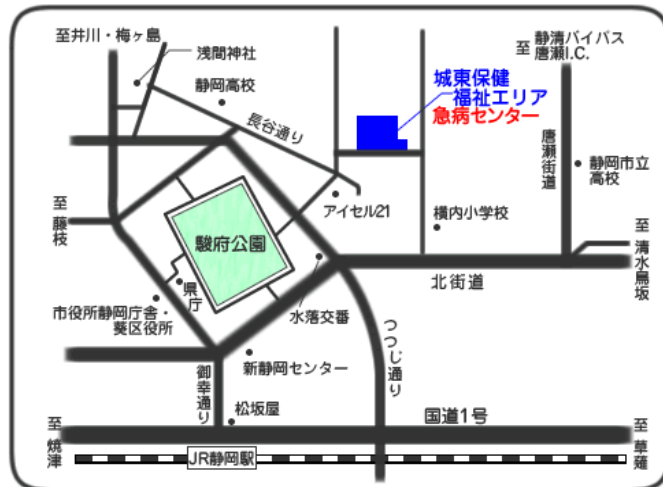 至井川・梅ヶ島
浅間神社
静岡高校
長谷通り
至
静清バイパス
唐瀬I.C.
城東保健
福祉エリア
急病センター
唐瀬街道
静岡市立
高校
至藤枝
アイセル21
横内小学校
至清水鳥坂
駿府公園
北街道
県庁
市役所静岡庁舎・
葵区役所
水落交番
つつじ通り
新静岡センター
御幸通り
松坂屋
国道1号
至焼津
JR静岡駅
至草薙